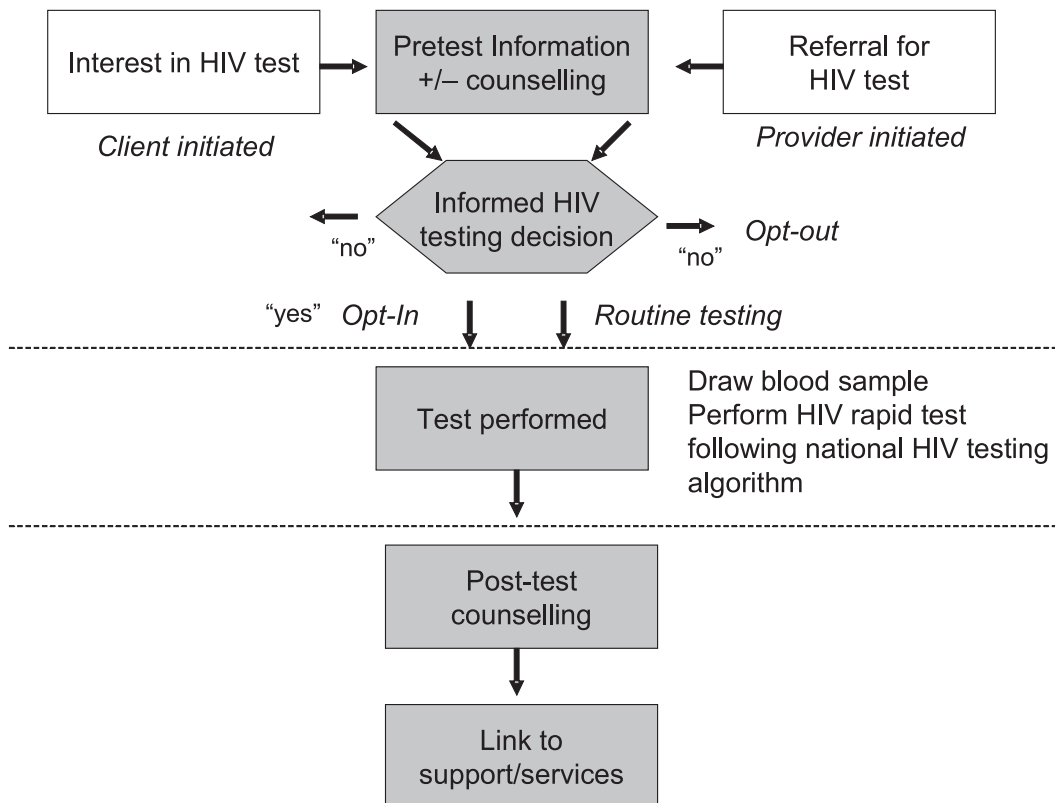 Interest in HIV test
Pretest Information
+/– counselling
Referral for
HIV test
Client initiated
Provider initiated
Informed HIV
testing decision
“no”
“no”
Opt-out
“yes” Opt-In
Routine testing
Test performed
Draw blood sample
Perform HIV rapid test
following national HIV testing
algorithm
Post-test
counselling
Link to
support/services